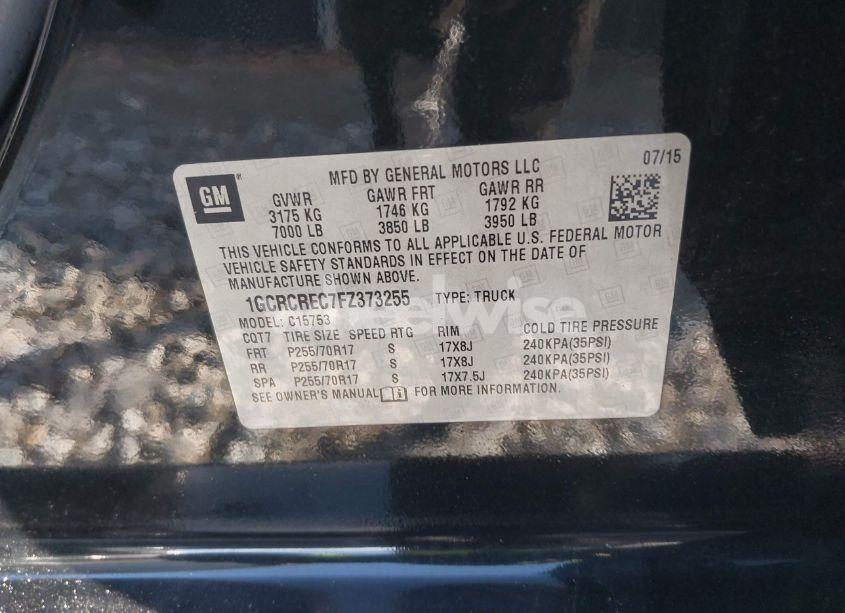 GM
MFD BY GENERAL MOTORS LLC
07/15
GVWR GAWR FRT GAWR RR
3175 KG 1746 KG 1792 KG
7000 LB 3850 LB 3950 LB
THIS VEHICLE CONFORMS TO ALL APPLICABLE U.S. FEDERAL MOTOR
VEHICLE SAFETY STANDARDS IN EFFECT ON THE DATE OF
MANUFACTURE SHOWN ABOVE.
1GCRCREC7FZ373255 TYPE: TRUCK
MODEL: C15753
CQT7 TIRE SIZE SPEED RTG RIM COLD TIRE PRESSURE
FRT P255/70R17 S 17X8J 240KPA(35PSI)
RR P255/70R17 S 17X8J 240KPA(35PSI)
SPA P255/70R17 S 17X7.5J 240KPA(35PSI)
SEE OWNER'S MANUAL FOR MORE INFORMATION.